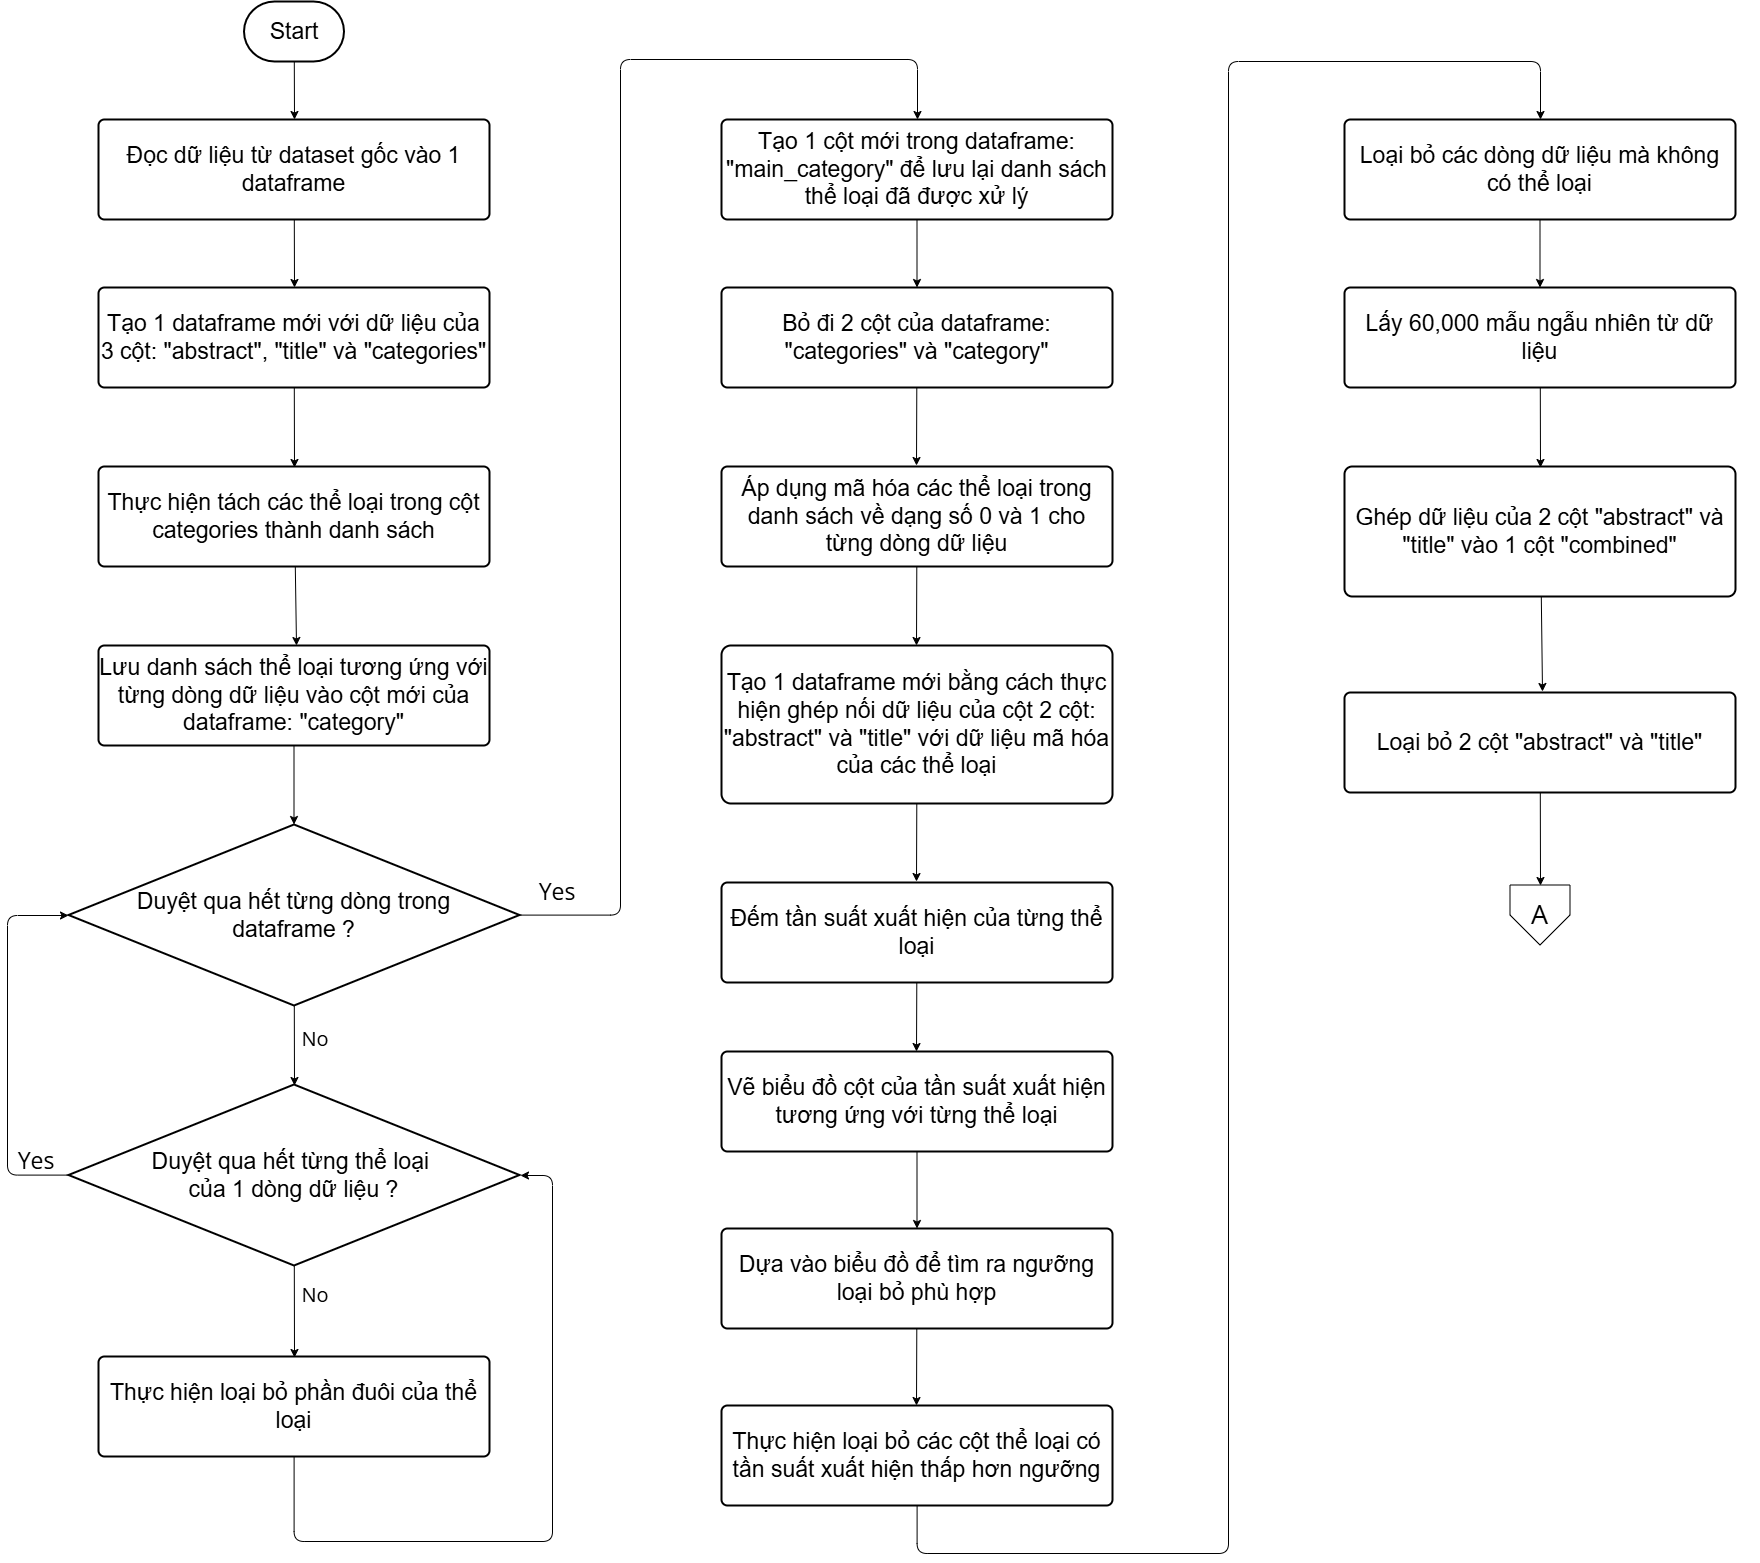 Start
Đọc dữ liệu từ dataset gốc vào 1
dataframe
Tạo 1 dataframe mới với dữ liệu của
3 cột: "abstract", "title" và "categories"
Thực hiện tách các thể loại trong cột
categories thành danh sách
Lưu danh sách thể loại tương ứng với
từng dòng dữ liệu vào cột mới của
dataframe: "category"
Duyệt qua hết từng dòng trong
dataframe ?
Yes
No
Duyệt qua hết từng thể loại
của 1 dòng dữ liệu ?
Yes
No
Thực hiện loại bỏ phần đuôi của thể
loại
Tạo 1 cột mới trong dataframe:
"main_category" để lưu lại danh sách
thể loại đã được xử lý
Bỏ đi 2 cột của dataframe:
"categories" và "category"
Áp dụng mã hóa các thể loại trong
danh sách về dạng số 0 và 1 cho
từng dòng dữ liệu
Tạo 1 dataframe mới bằng cách thực
hiện ghép nối dữ liệu của cột 2 cột:
"abstract" và "title" với dữ liệu mã hóa
của các thể loại
Đếm tần suất xuất hiện của từng thể
loại
Vẽ biểu đồ cột của tần suất xuất hiện
tương ứng với từng thể loại
Dựa vào biểu đồ để tìm ra ngưỡng
loại bỏ phù hợp
Thực hiện loại bỏ các cột thể loại có
tần suất xuất hiện thấp hơn ngưỡng
Loại bỏ các dòng dữ liệu mà không
có thể loại
Lấy 60,000 mẫu ngẫu nhiên từ dữ
liệu
Ghép dữ liệu của 2 cột "abstract" và
"title" vào 1 cột "combined"
Loại bỏ 2 cột "abstract" và "title"
A